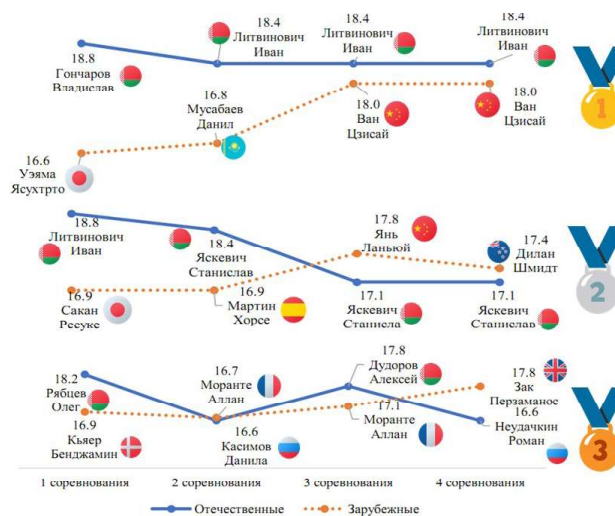 18.8
Гончаров
Владислав
18.4
Литвинович
Иван
18.4
Литвинович
Иван
18.4
Литвинович
Иван
16.6
Уэяма
Ясухтрто
16.8
Мусабаев
Данил
18.0
Ван
Цзисай
18.0
Ван
Цзисай
1
18.8
Литвинович
Иван
18.4
Яскевич
Станислав
17.8
Янь
Ланьюй
17.4
Дилан
Шмидт
16.9
Сакан
Ресуке
16.9
Мартин
Хорсе
17.1
Яскевич
Станисла
17.1
Яскевич
Станислав
2
18.2
Рябцев
Олег
16.7
Моранте
Аллан
17.8
Дудоров
Алексей
17.8
Зак
Перзаманос
16.9
Кьяер
Бенджамин
16.6
Касимов
Данила
17.1
Моранте
Аллан
16.6
Неудачкин
Роман
3
1 соревнования
2 соревнования
3 соревнования
4 соревнования
Отечественные
Зарубежные